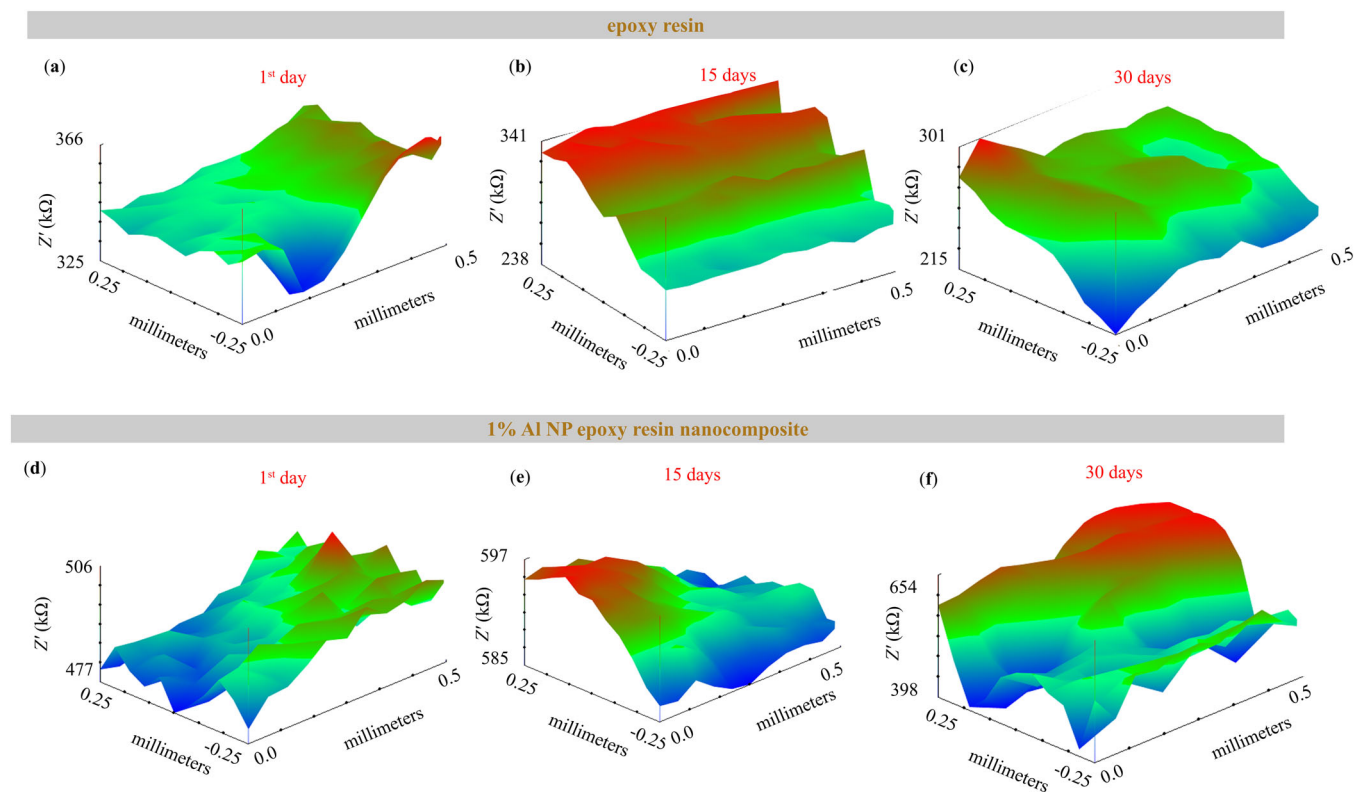 epoxy resin
(a)
1st day
366
Z' (kΩ)
325
0.25
millimeters
-0.25
0.0
millimeters
0.5
(b)
15 days
341
Z' (kΩ)
238
0.25
millimeters
-0.25
0.0
millimeters
0.5
(c)
30 days
301
Z' (kΩ)
215
0.25
millimeters
-0.25
0.0
millimeters
0.5
1% Al NP epoxy resin nanocomposite
(d)
1st day
506
Z' (kΩ)
477
0.25
millimeters
-0.25
0.0
millimeters
0.5
(e)
15 days
597
Z' (kΩ)
585
0.25
millimeters
-0.25
0.0
millimeters
0.5
(f)
30 days
654
Z' (kΩ)
398
0.25
millimeters
-0.25
0.0
millimeters
0.5